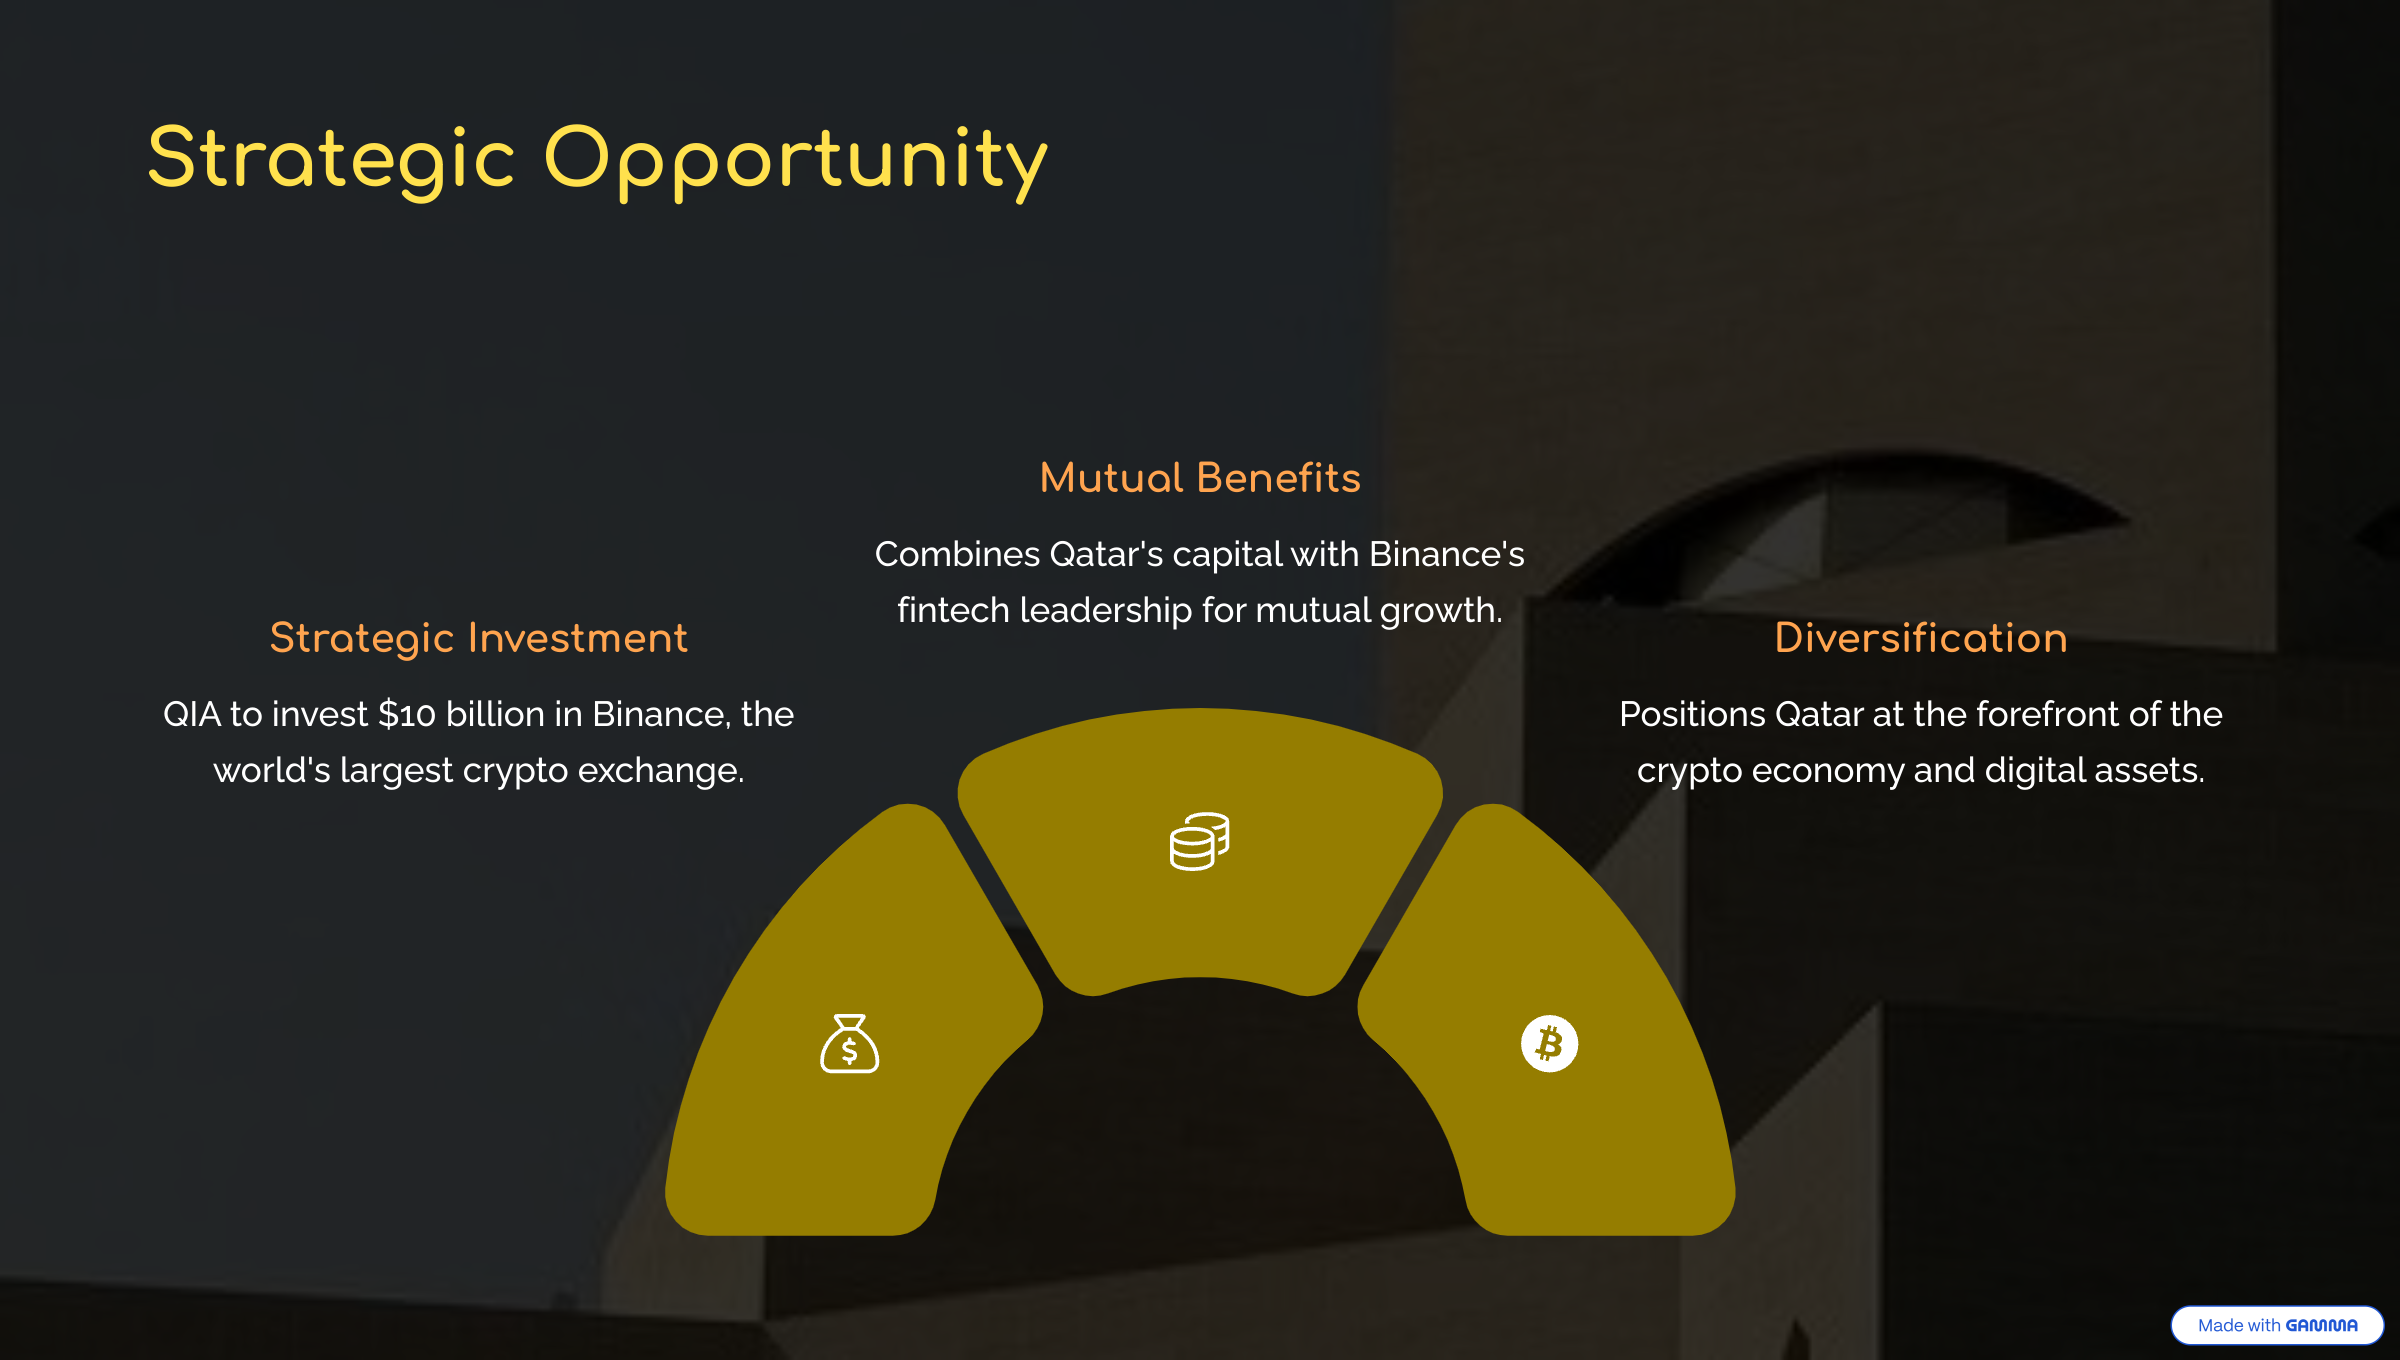 Strategic Opportunity
Mutual Benefits
Combines Qatar's capital with Binance's
fintech leadership for mutual growth.
Strategic Investment
QIA to invest $10 billion in Binance, the
world's largest crypto exchange.
Diversification
Positions Qatar at the forefront of the
crypto economy and digital assets.
Made with GAMMA